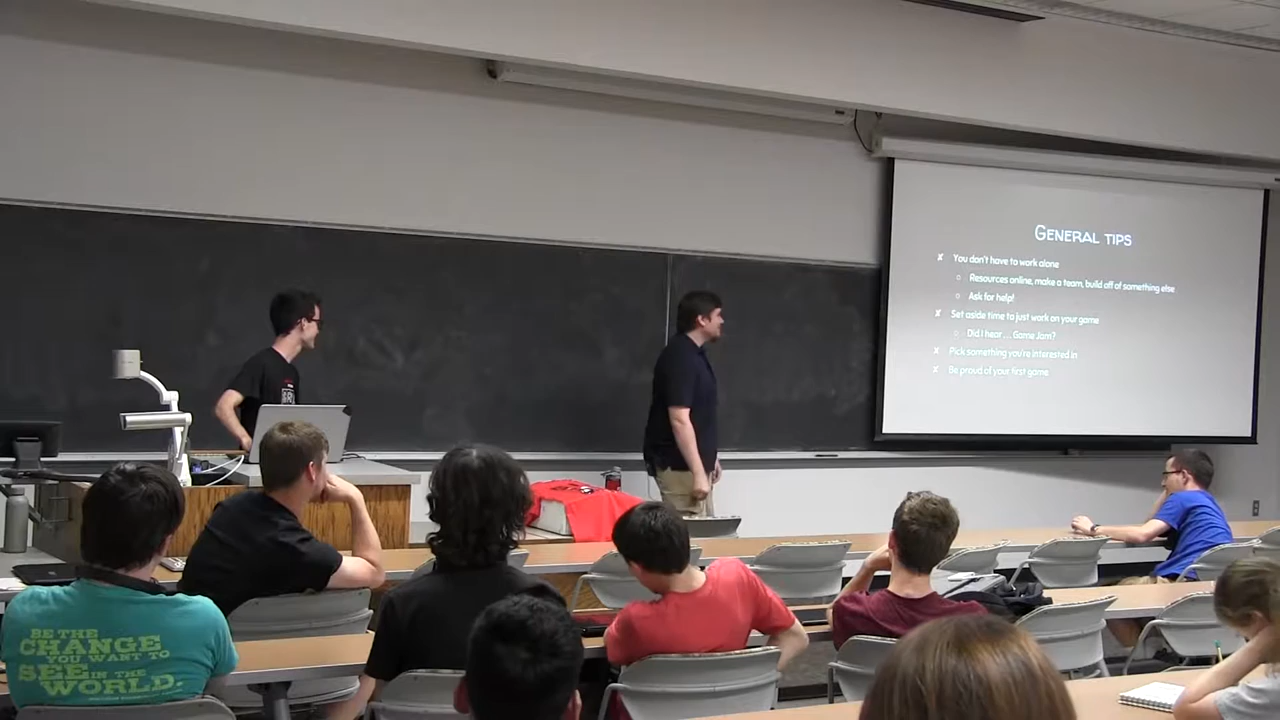 GENERAL TIPS
You don't have to work alone
Resources online, make a team, build off of something else
Ask for help!
Set aside time to just work on your game
Did I hear... Game Jam?
Pick something you're interested in
Be proud of your first game
BE THE
CHANGE
YOU WANT TO
SEE IN THE
WORLD.